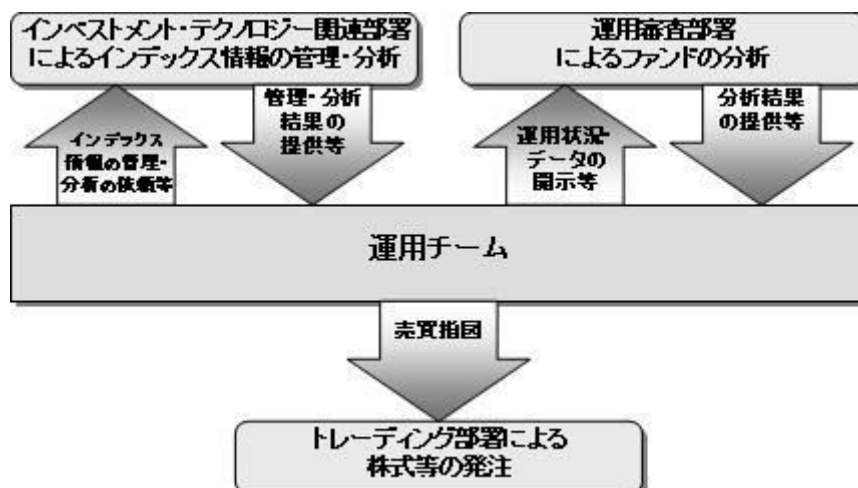 インベストメント・テクノロジー関連部署
によるインデックス情報の管理・分析
運用審査部署
によるファンドの分析
インデックス
情報の管理・
分析の依頼等
管理・分析
結果の
提供等
運用状況・
データの
開示等
分析結果
の提供等
運用チーム
売買指図
トレーディング部署による
株式等の発注